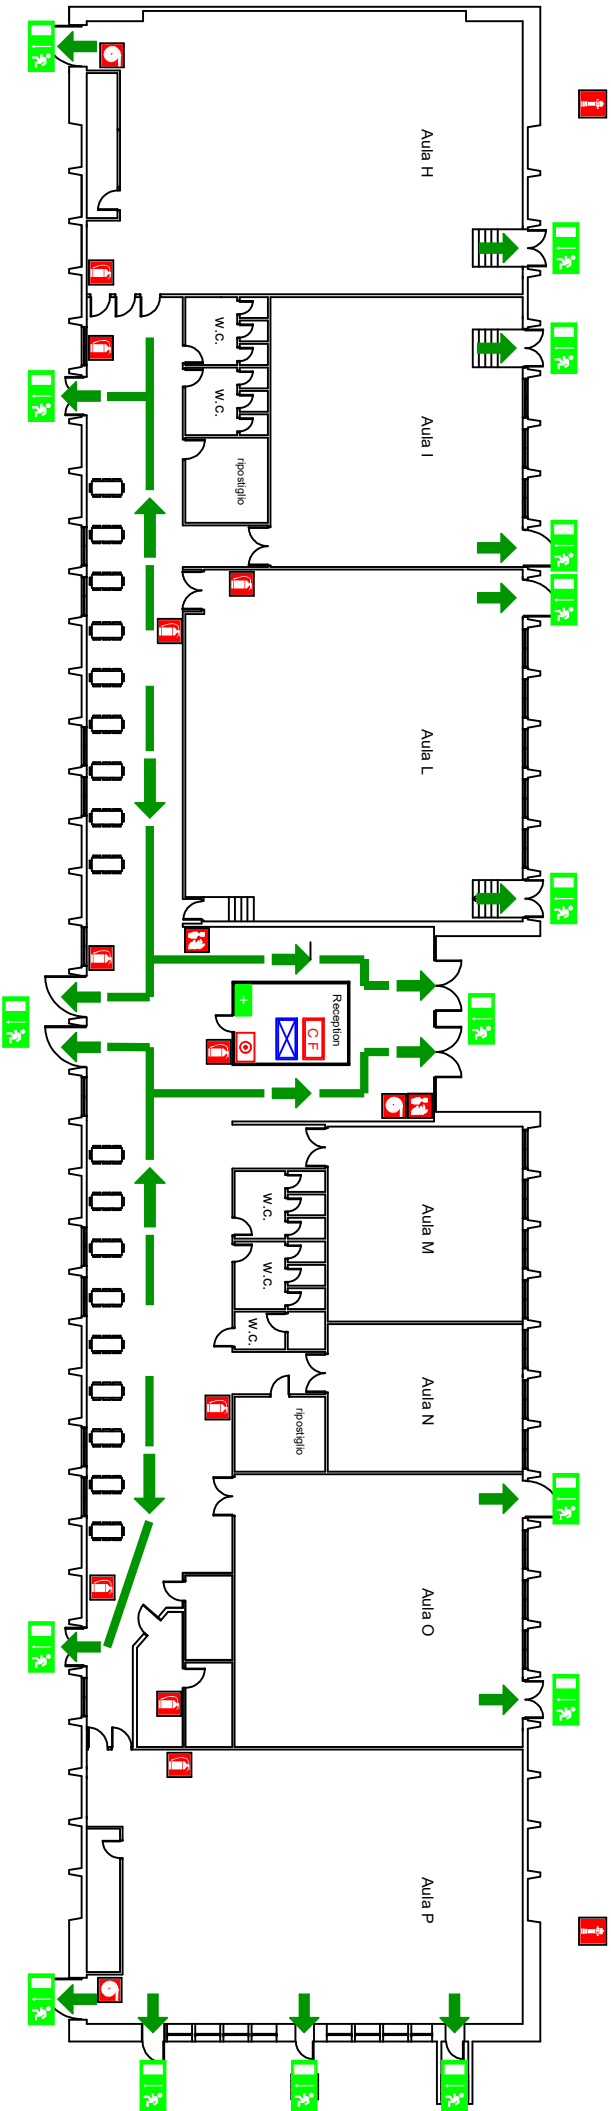 Aula H
W.C.
W.C.
ripostiglio
Aula I
Aula L
Reception
+
C F
Aula M
W.C.
W.C.
W.C.
Aula N
ripostiglio
Aula O
Aula P